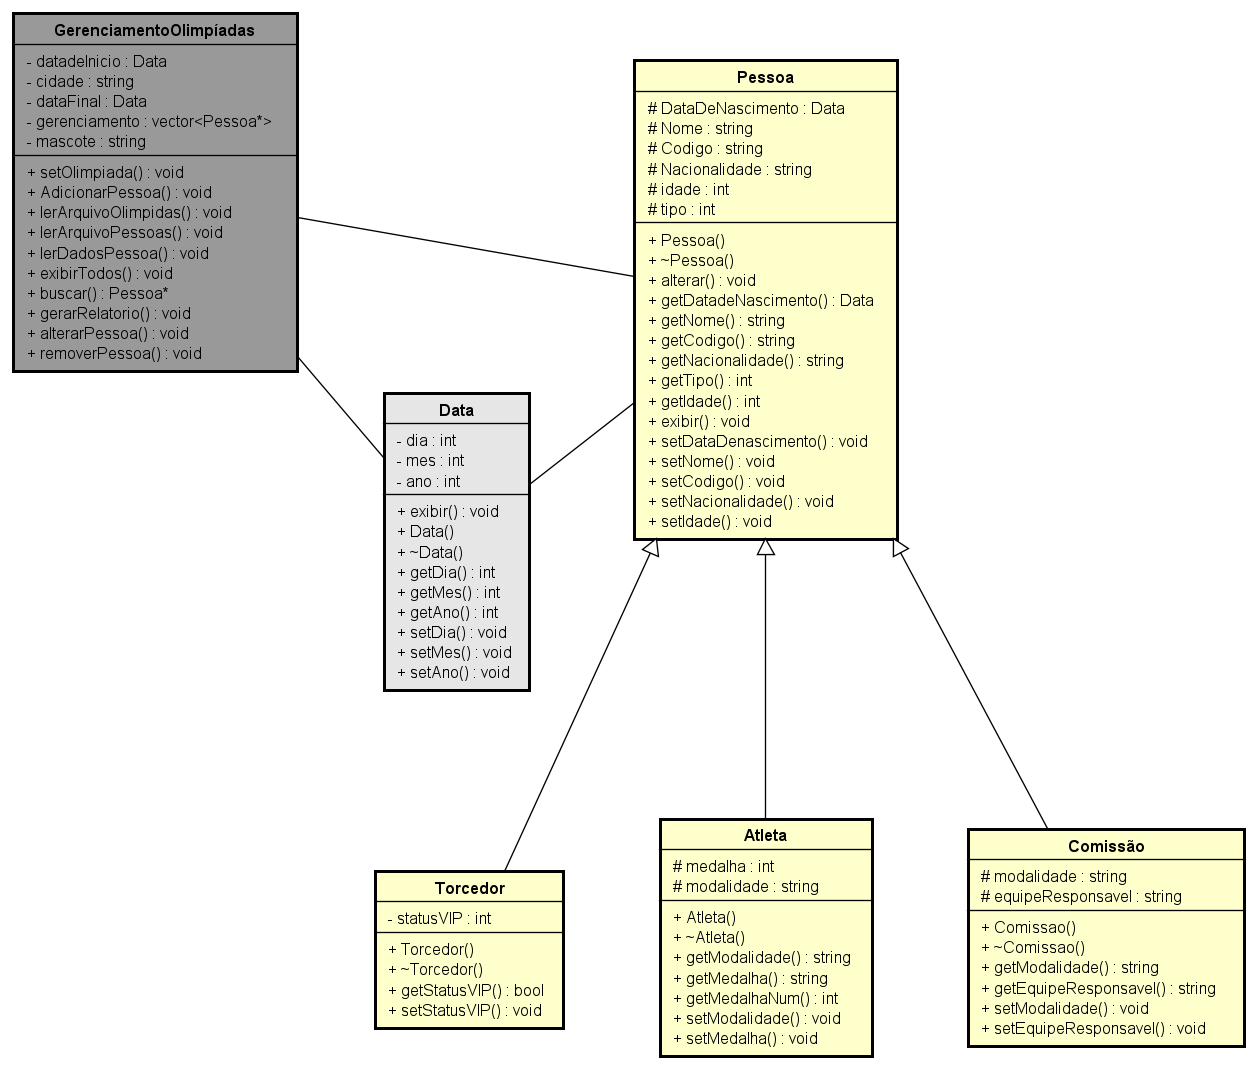 GerenciamentoOlimpíadas
- datadeInicio : Data
- cidade : string
- dataFinal : Data
- gerenciamento : vector<Pessoa*>
- mascote : string
+ setOlimpiada() : void
+ AdicionarPessoa() : void
+ lerArquivoOlimpidas() : void
+ lerArquivoPessoas() : void
+ lerDadosPessoa() : void
+ exibirTodos() : void
+ buscar() : Pessoa*
+ gerarRelatorio() : void
+ alterarPessoa() : void
+ removerPessoa() : void
Pessoa
# DataDeNascimento : Data
# Nome : string
# Codigo : string
# Nacionalidade : string
# idade : int
# tipo : int
+ Pessoa()
+ ~Pessoa()
+ alterar() : void
+ getDatadeNascimento() : Data
+ getNome() : string
+ getCodigo() : string
+ getNacionalidade() : string
+ getTipo() : int
+ getIdade() : int
+ exibir() : void
+ setDataDenascimento() : void
+ setNome() : void
+ setCodigo() : void
+ setNacionalidade() : void
+ setIdade() : void
Data
- dia : int
- mes : int
- ano : int
+ exibir() : void
+ Data()
+ ~Data()
+ getDia() : int
+ getMes() : int
+ getAno() : int
+ setDia() : void
+ setMes() : void
+ setAno() : void
Torcedor
- statusVIP : int
+ Torcedor()
+ ~Torcedor()
+ getStatusVIP() : bool
+ setStatusVIP() : void
Atleta
# medalha : int
# modalidade : string
+ Atleta()
+ ~Atleta()
+ getModalidade() : string
+ getMedalha() : string
+ getMedalhaNum() : int
+ setModalidade() : void
+ setMedalha() : void
Comissão
# modalidade : string
# equipeResponsavel : string
+ Comissao()
+ ~Comissao()
+ getModalidade() : string
+ getEquipeResponsavel() : string
+ setModalidade() : void
+ setEquipeResponsavel() : void